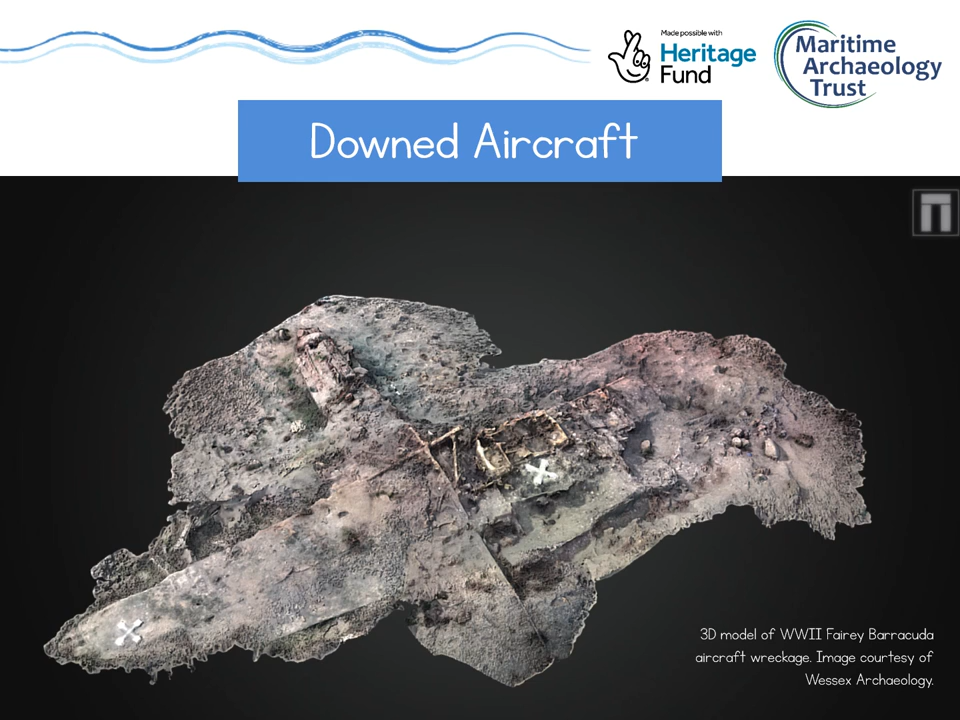 Made possible with
Heritage
Fund
Maritime
Archaeology
Trust
Downed Aircraft
3D model of WWII Fairey Barracuda
aircraft wreckage. Image courtesy of
Wessex Archaeology.